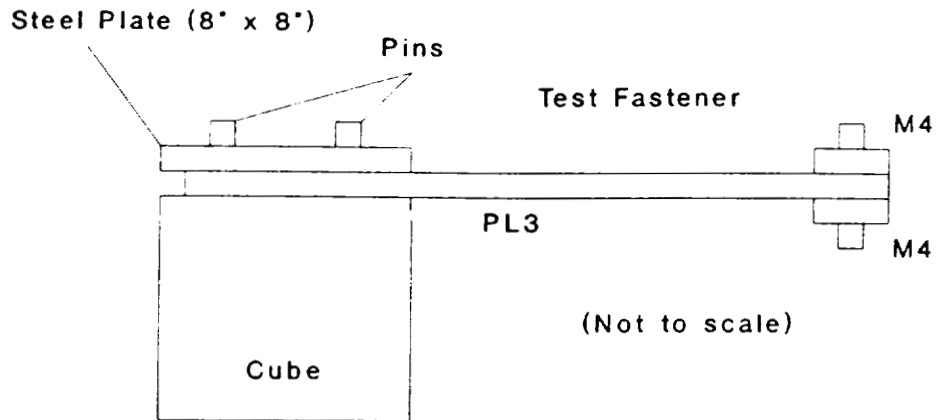 Steel Plate (8" x 8")
Pins
Test Fastener
M4
PL3
M4
(Not to scale)
Cube